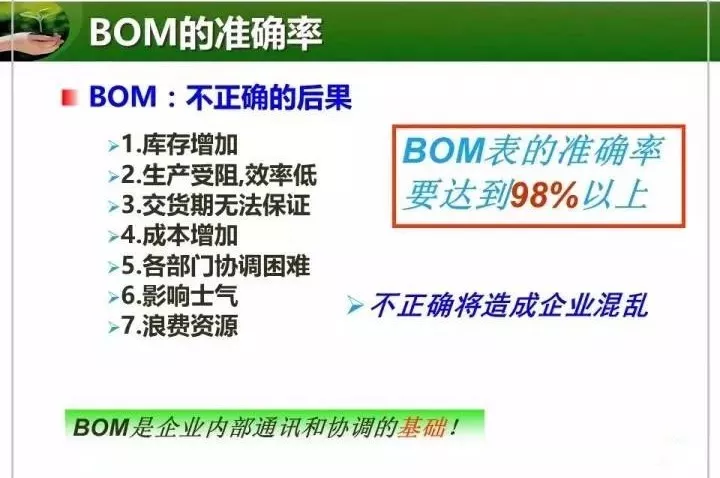 BOM的准确率
BOM：不正确的后果
1.库存增加
2.生产受阻,效率低
3.交货期无法保证
4.成本增加
5.各部门协调困难
6.影响士气
7.浪费资源
BOM表的准确率
要达到98%以上
不正确将造成企业混乱
BOM是企业内部通讯和协调的基础！